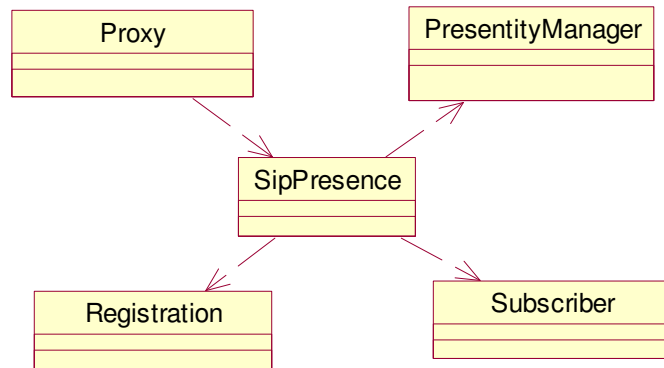 Proxy
PresentityManager
SipPresence
Registration
Subscriber